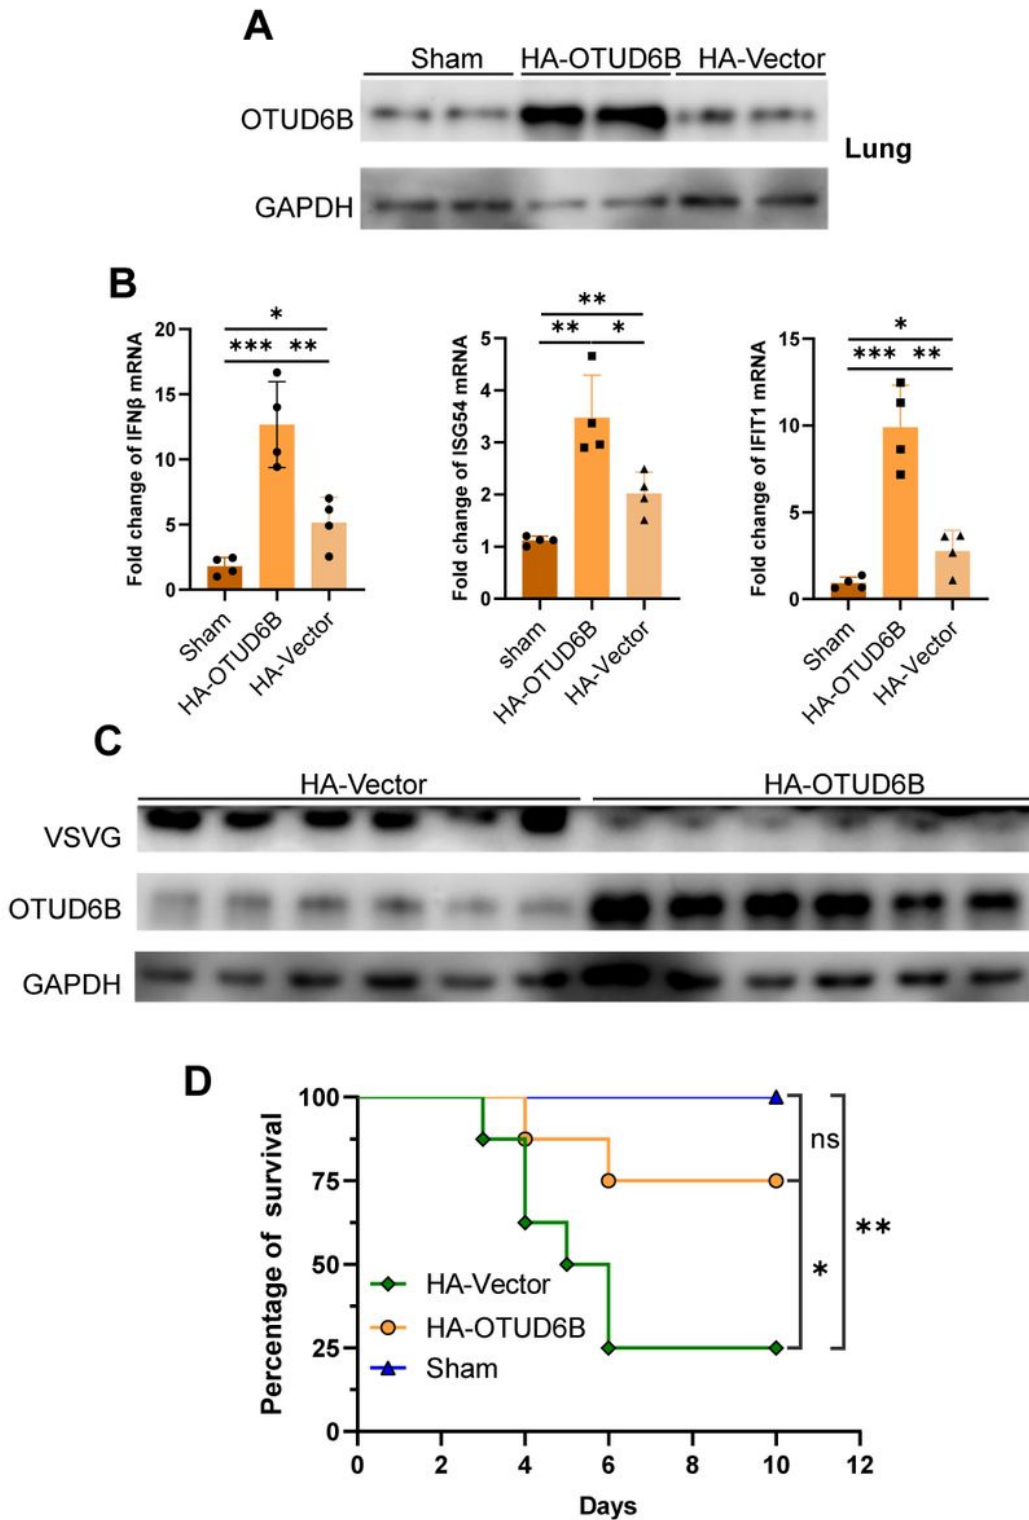 A
Sham HA-OTUD6B HA-Vector
OTUD6B
Lung
GAPDH
B
Fold change of IFNβ mRNA
20
15
10
5
0
*
*** **
Sham
HA-OTUD6B
HA-Vector
Fold change of ISG54 mRNA
5
4
3
2
1
0
**
** *
sham
HA-OTUD6B
HA-Vector
Fold change of IFIT1 mRNA
15
10
5
0
*
*** **
Sham
HA-OTUD6B
HA-Vector
C
HA-Vector HA-OTUD6B
VSVG
OTUD6B
GAPDH
D
Percentage of survival
100
75
50
25
0
HA-Vector
HA-OTUD6B
Sham
ns
**
*
0 2 4 6 8 10 12
Days